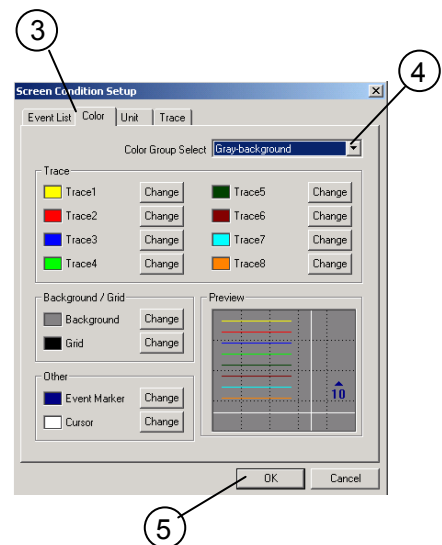 3
4
Screen Condition Setup
Event List Color Unit Trace
Color Group Select Gray-background
Trace
Trace1 Change Trace5 Change
Trace2 Change Trace6 Change
Trace3 Change Trace7 Change
Trace4 Change Trace8 Change
Background / Grid Preview
Background Change
Grid Change
Other
Event Marker Change 10
Cursor Change
OK Cancel
5